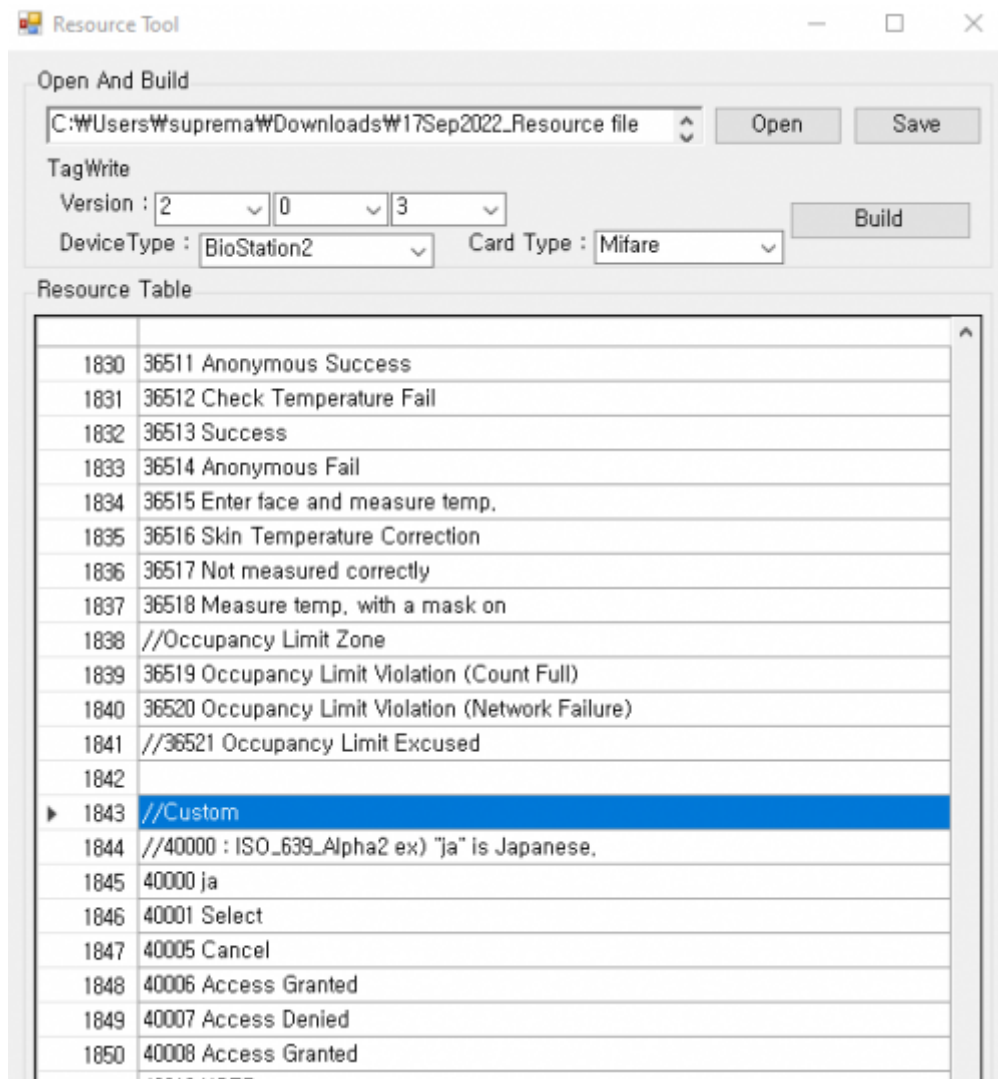 Resource Tool
Open And Build
C:₩Users₩suprema₩Downloads₩17Sep2022_Resource file
Open
Save
TagWrite
Version : 2 0 3
Build
DeviceType : BioStation2 Card Type : Mifare
Resource Table
1830 36511 Anonymous Success
1831 36512 Check Temperature Fail
1832 36513 Success
1833 36514 Anonymous Fail
1834 36515 Enter face and measure temp.
1835 36516 Skin Temperature Correction
1836 36517 Not measured correctly
1837 36518 Measure temp. with a mask on
1838 //Occupancy Limit Zone
1839 36519 Occupancy Limit Violation (Count Full)
1840 36520 Occupancy Limit Violation (Network Failure)
1841 //36521 Occupancy Limit Excused
1842
1843 //Custom
1844 //40000 : ISO_639_Alpha2 ex) "ja" is Japanese.
1845 40000 ja
1846 40001 Select
1847 40005 Cancel
1848 40006 Access Granted
1849 40007 Access Denied
1850 40008 Access Granted